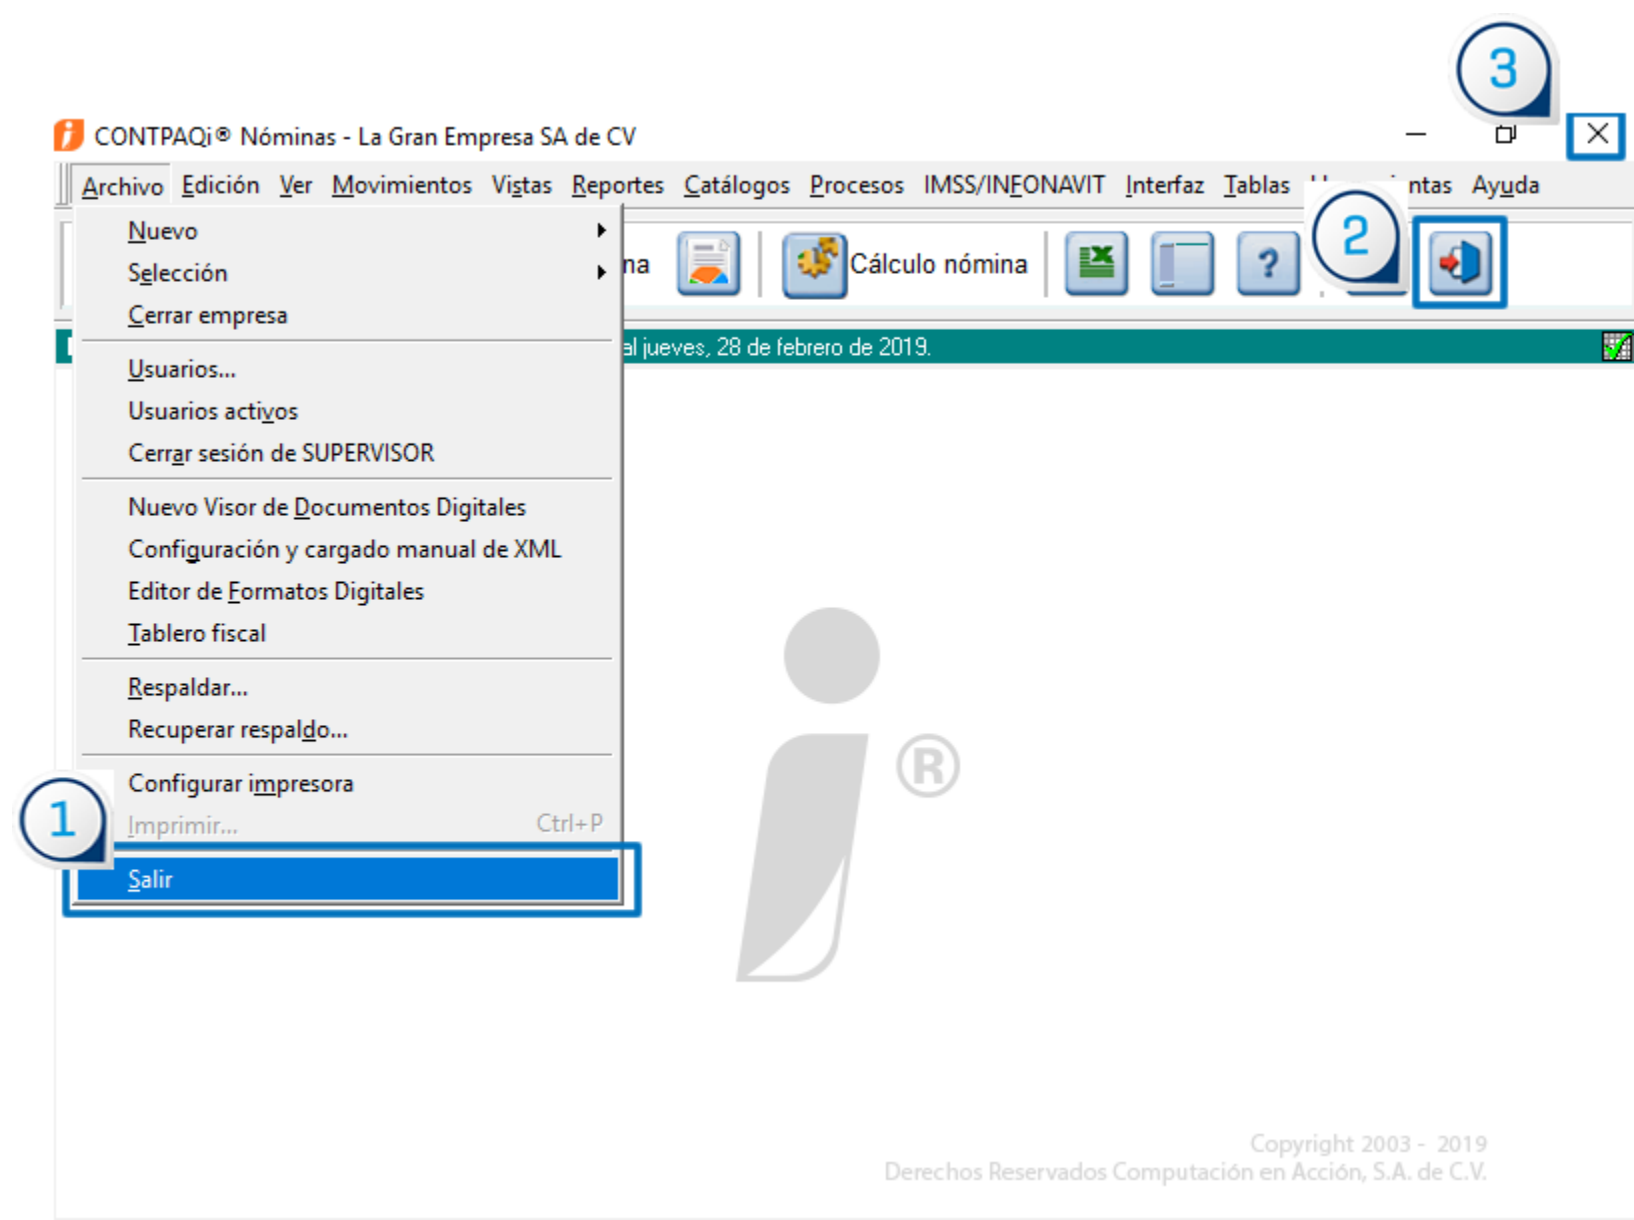 3
CONTPAQi® Nóminas - La Gran Empresa SA de CV
Archivo Edición Ver Movimientos Vistas Reportes Catálogos Procesos IMSS/INFONAVIT Interfaz Tablas ntas Ayuda
2
na Cálculo nómina ?
al jueves, 28 de febrero de 2019.
Nuevo
Selección
Cerrar empresa
Usuarios...
Usuarios activos
Cerrar sesión de SUPERVISOR
Nuevo Visor de Documentos Digitales
Configuración y cargado manual de XML
Editor de Formatos Digitales
Tablero fiscal
Respaldar...
Recuperar respaldo...
Configurar impresora
1
Imprimir... Ctrl+P
Salir
®
Copyright 2003 - 2019
Derechos Reservados Computación en Acción, S.A. de C.V.